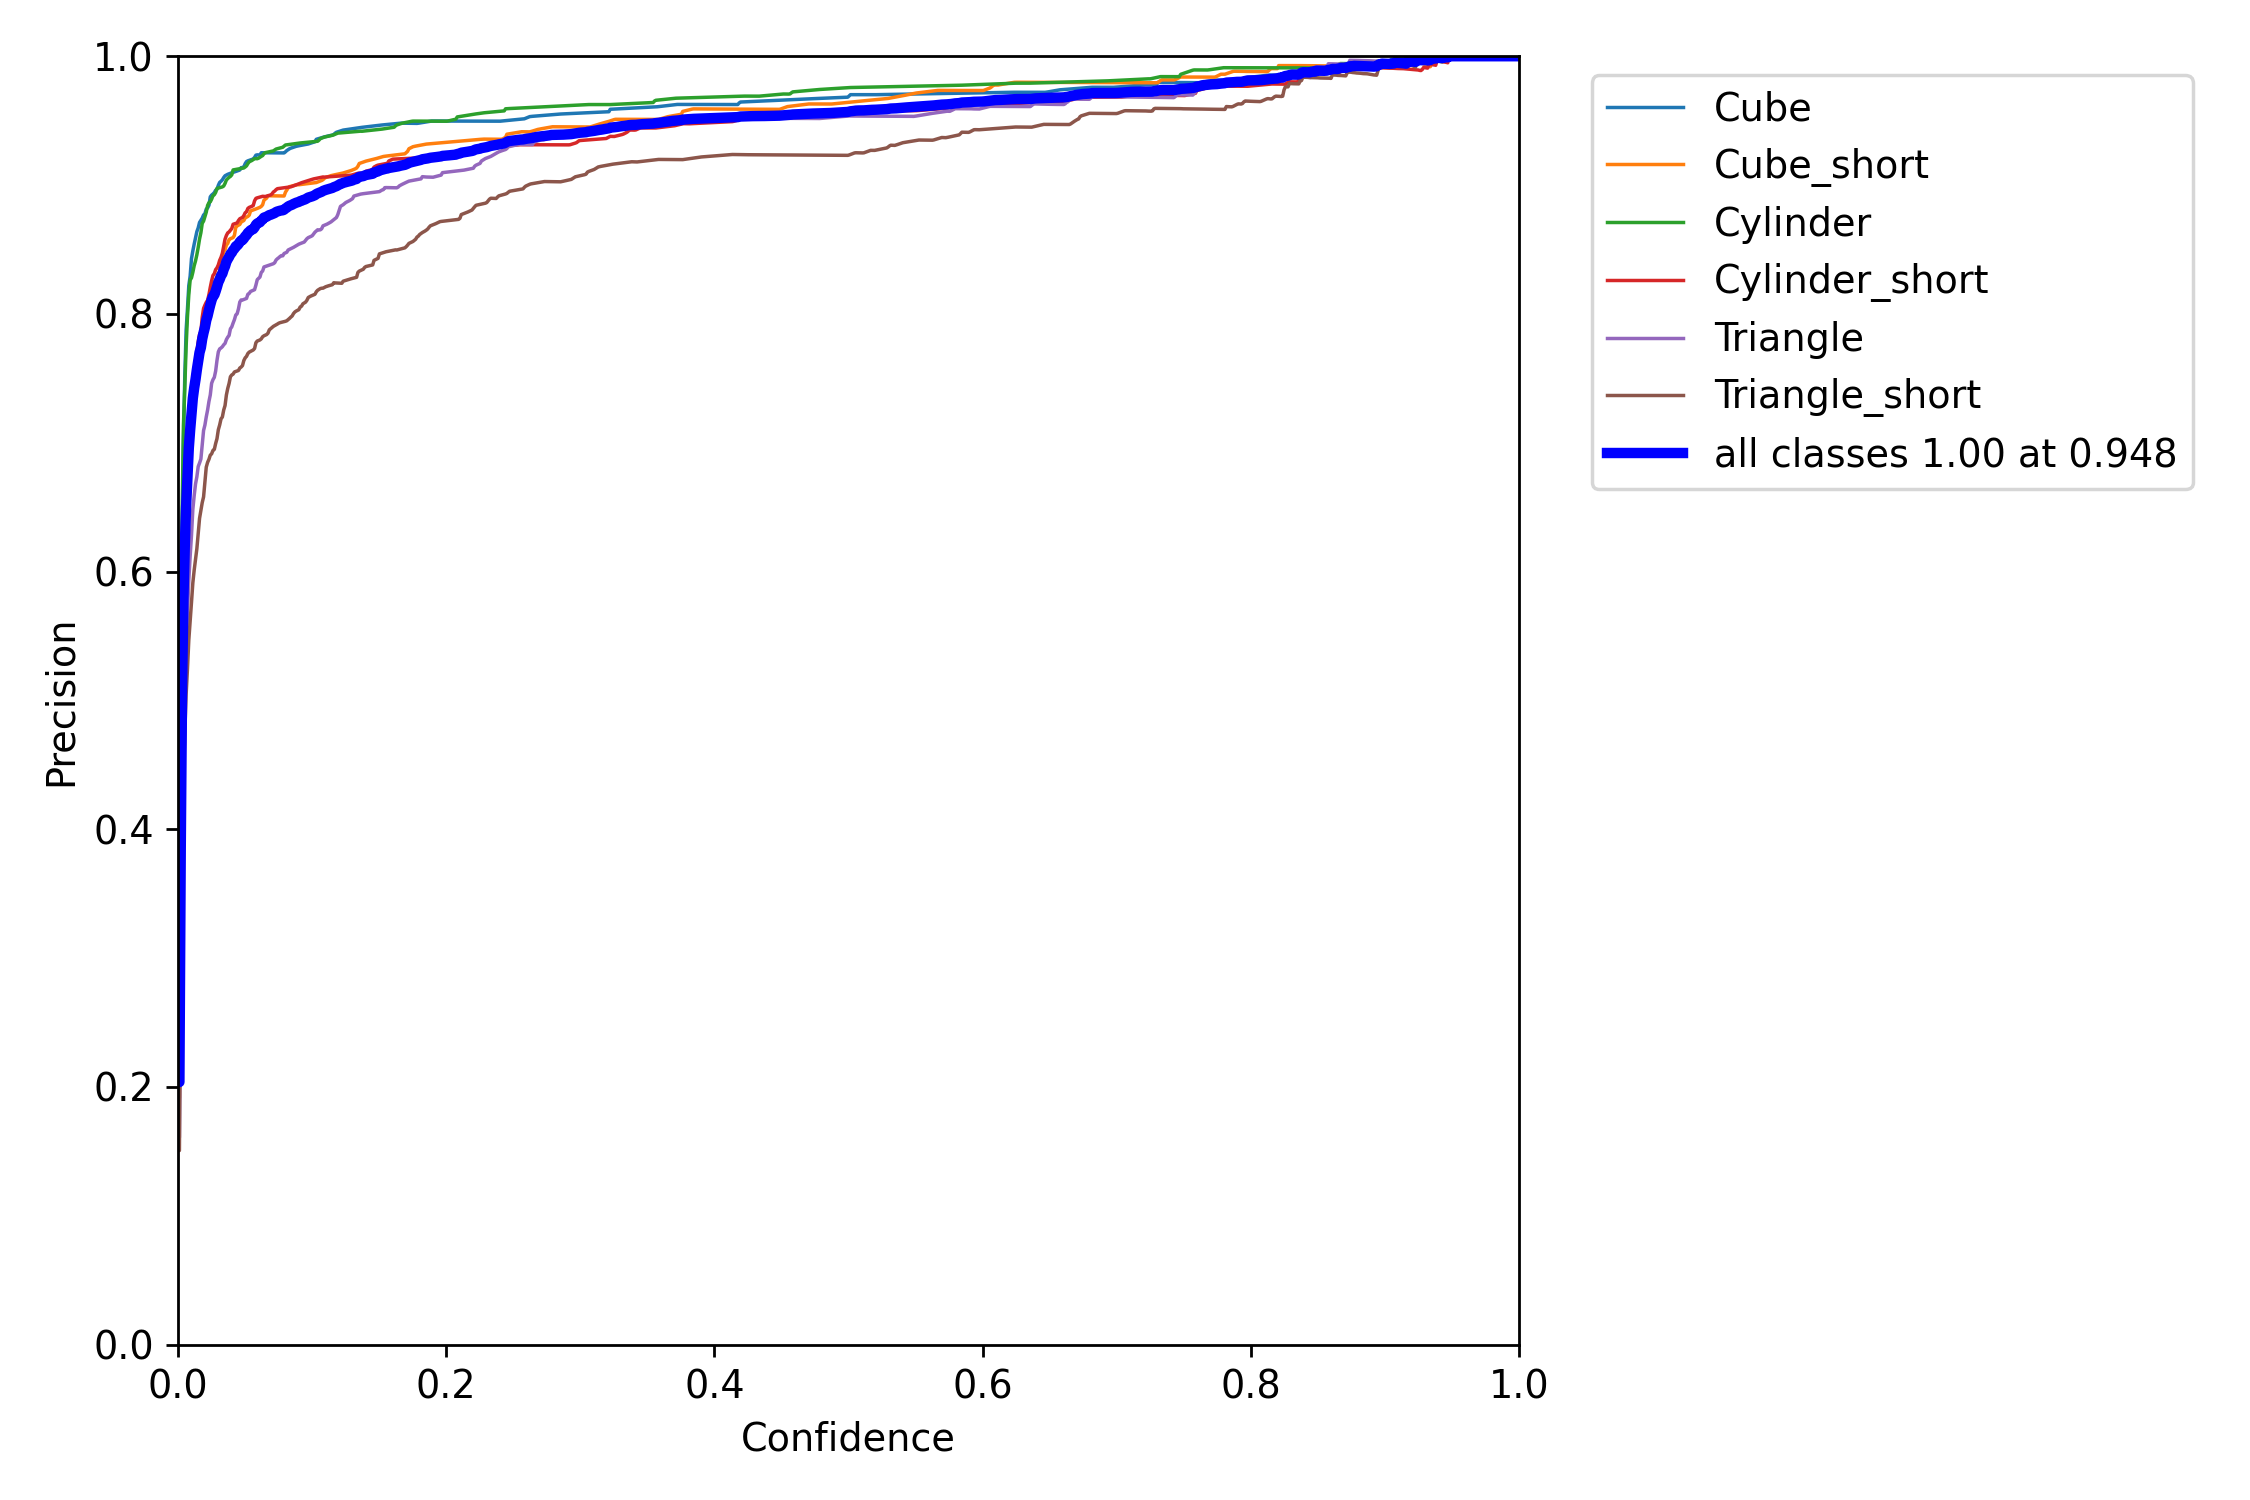 1.0
0.8
0.6
0.4
0.2
0.0
Precision
0.0 0.2 0.4 0.6 0.8 1.0
Confidence
Cube
Cube_short
Cylinder
Cylinder_short
Triangle
Triangle_short
all classes 1.00 at 0.948